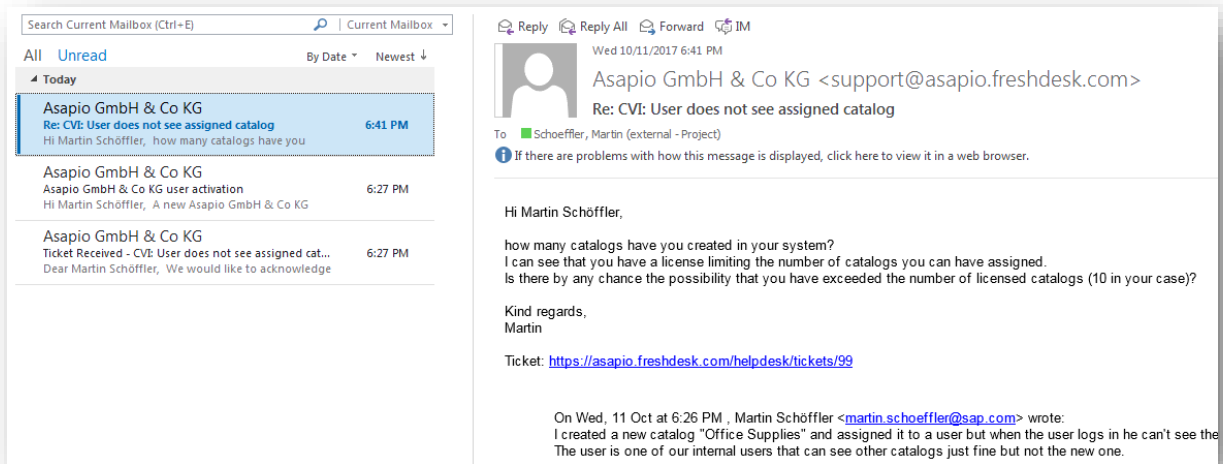 Search Current Mailbox (Ctrl+E) Current Mailbox
All Unread By Date Newest ↓
Today
Asapio GmbH & Co KG
Re: CVI: User does not see assigned catalog 6:41 PM
Hi Martin Schöffler, how many catalogs have you
Asapio GmbH & Co KG
Asapio GmbH & Co KG user activation 6:27 PM
Hi Martin Schöffler, A new Asapio GmbH & Co KG
Asapio GmbH & Co KG
Ticket Received - CVI: User does not see assigned cat... 6:27 PM
Dear Martin Schöffler, We would like to acknowledge
Reply Reply All Forward IM
Wed 10/11/2017 6:41 PM
Asapio GmbH & Co KG <support@asapio.freshdesk.com>
Re: CVI: User does not see assigned catalog
To Schoeffler, Martin (external - Project)
If there are problems with how this message is displayed, click here to view it in a web browser.
Hi Martin Schöffler,
how many catalogs have you created in your system?
I can see that you have a license limiting the number of catalogs you can have assigned.
Is there by any chance the possibility that you have exceeded the number of licensed catalogs (10 in your case)?
Kind regards,
Martin
Ticket: https://asapio.freshdesk.com/helpdesk/tickets/99
On Wed, 11 Oct at 6:26 PM , Martin Schöffler <martin.schoeffler@sap.com> wrote:
I created a new catalog "Office Supplies" and assigned it to a user but when the user logs in he can't see the
The user is one of our internal users that can see other catalogs just fine but not the new one.